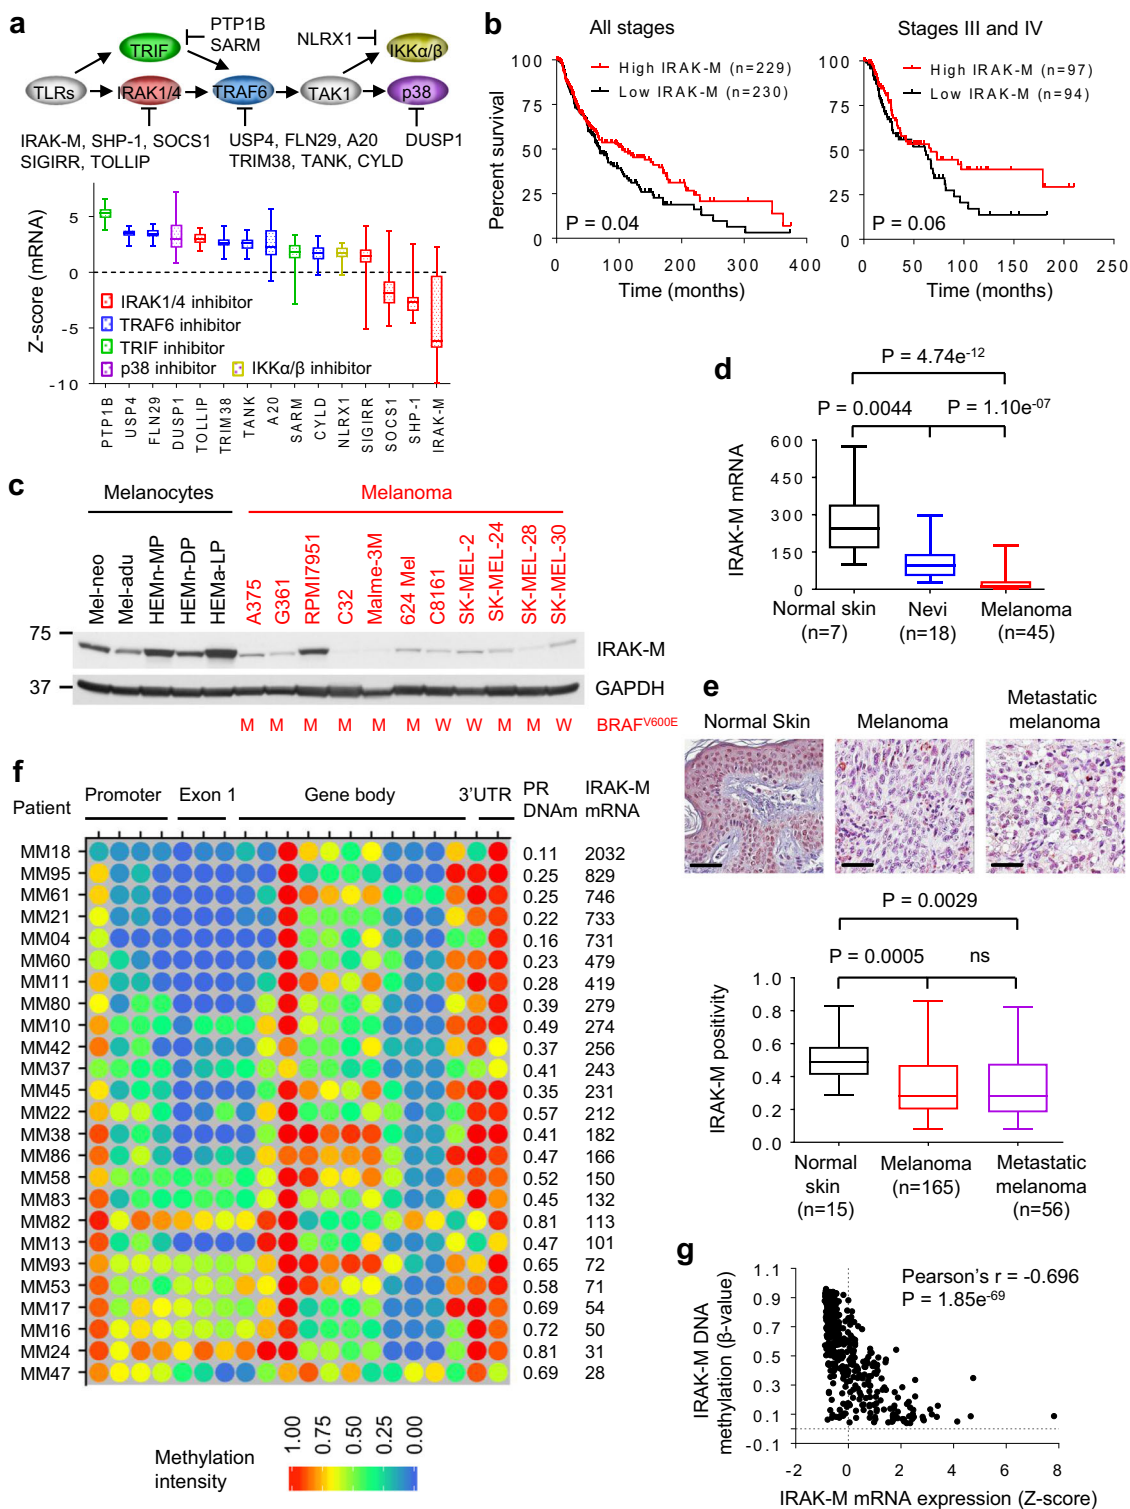 a
PTP1B
SARM
NLRX1
TRIF
IKKα/β
TLRs
IRAK1/4
TRAF6
TAK1
p38
IRAK-M, SHP-1, SOCS1
SIGIRR, TOLLIP
USP4, FLN29, A20
TRIM38, TANK, CYLD
DUSP1
Z-score (mRNA)
5
0
-5
-10
IRAK1/4 inhibitor
TRAF6 inhibitor
TRIF inhibitor
p38 inhibitor
IKKα/β inhibitor
PTP1B
USP4
FLN29
DUSP1
TOLLIP
TRIM38
TANK
A20
SARM
CYLD
NLRX1
SIGIRR
SOCS1
SHP-1
IRAK-M
b
All stages
Percent survival
100
75
50
25
0
High IRAK-M (n=229)
Low IRAK-M (n=230)
P = 0.04
0 100 200 300 400
Time (months)
Stages III and IV
100
75
50
25
0
High IRAK-M (n=97)
Low IRAK-M (n=94)
P = 0.06
0 50 100 150 200 250
Time (months)
c
Melanocytes
Melanoma
Mel-neo
Mel-adu
HEMn-MP
HEMn-DP
HEMa-LP
A375
G361
RPMI7951
C32
Malme-3M
624 Mel
C8161
SK-MEL-2
SK-MEL-24
SK-MEL-28
SK-MEL-30
75
IRAK-M
37
GAPDH
M M M M M M W W M M W BRAFV600E
d
P = 4.74e-12
P = 0.0044
P = 1.10e-07
IRAK-M mRNA
600
450
300
150
0
Normal skin
(n=7)
Nevi
(n=18)
Melanoma
(n=45)
e
Normal Skin
Melanoma
Metastatic
melanoma
P = 0.0029
P = 0.0005
ns
IRAK-M positivity
1.0
0.8
0.6
0.4
0.2
0.0
Normal
skin
(n=15)
Melanoma
(n=165)
Metastatic
melanoma
(n=56)
f
Patient
Promoter
Exon 1
Gene body
3'UTR
PR
DNAm
IRAK-M
mRNA
MM18 0.11 2032
MM95 0.25 829
MM61 0.25 746
MM21 0.22 733
MM04 0.16 731
MM60 0.23 479
MM11 0.28 419
MM80 0.39 279
MM10 0.49 274
MM42 0.37 256
MM37 0.41 243
MM45 0.35 231
MM22 0.57 212
MM38 0.41 182
MM86 0.47 166
MM58 0.52 150
MM83 0.45 132
MM82 0.81 113
MM13 0.47 101
MM93 0.65 72
MM53 0.58 71
MM17 0.69 54
MM16 0.72 50
MM24 0.81 31
MM47 0.69 28
Methylation
intensity
1.00
0.75
0.50
0.25
0.00
g
Pearson's r = -0.696
P = 1.85e-69
IRAK-M DNA
methylation (β-value)
1.1
0.9
0.7
0.5
0.3
0.1
-0.1
-2 0 2 4 6 8
IRAK-M mRNA expression (Z-score)